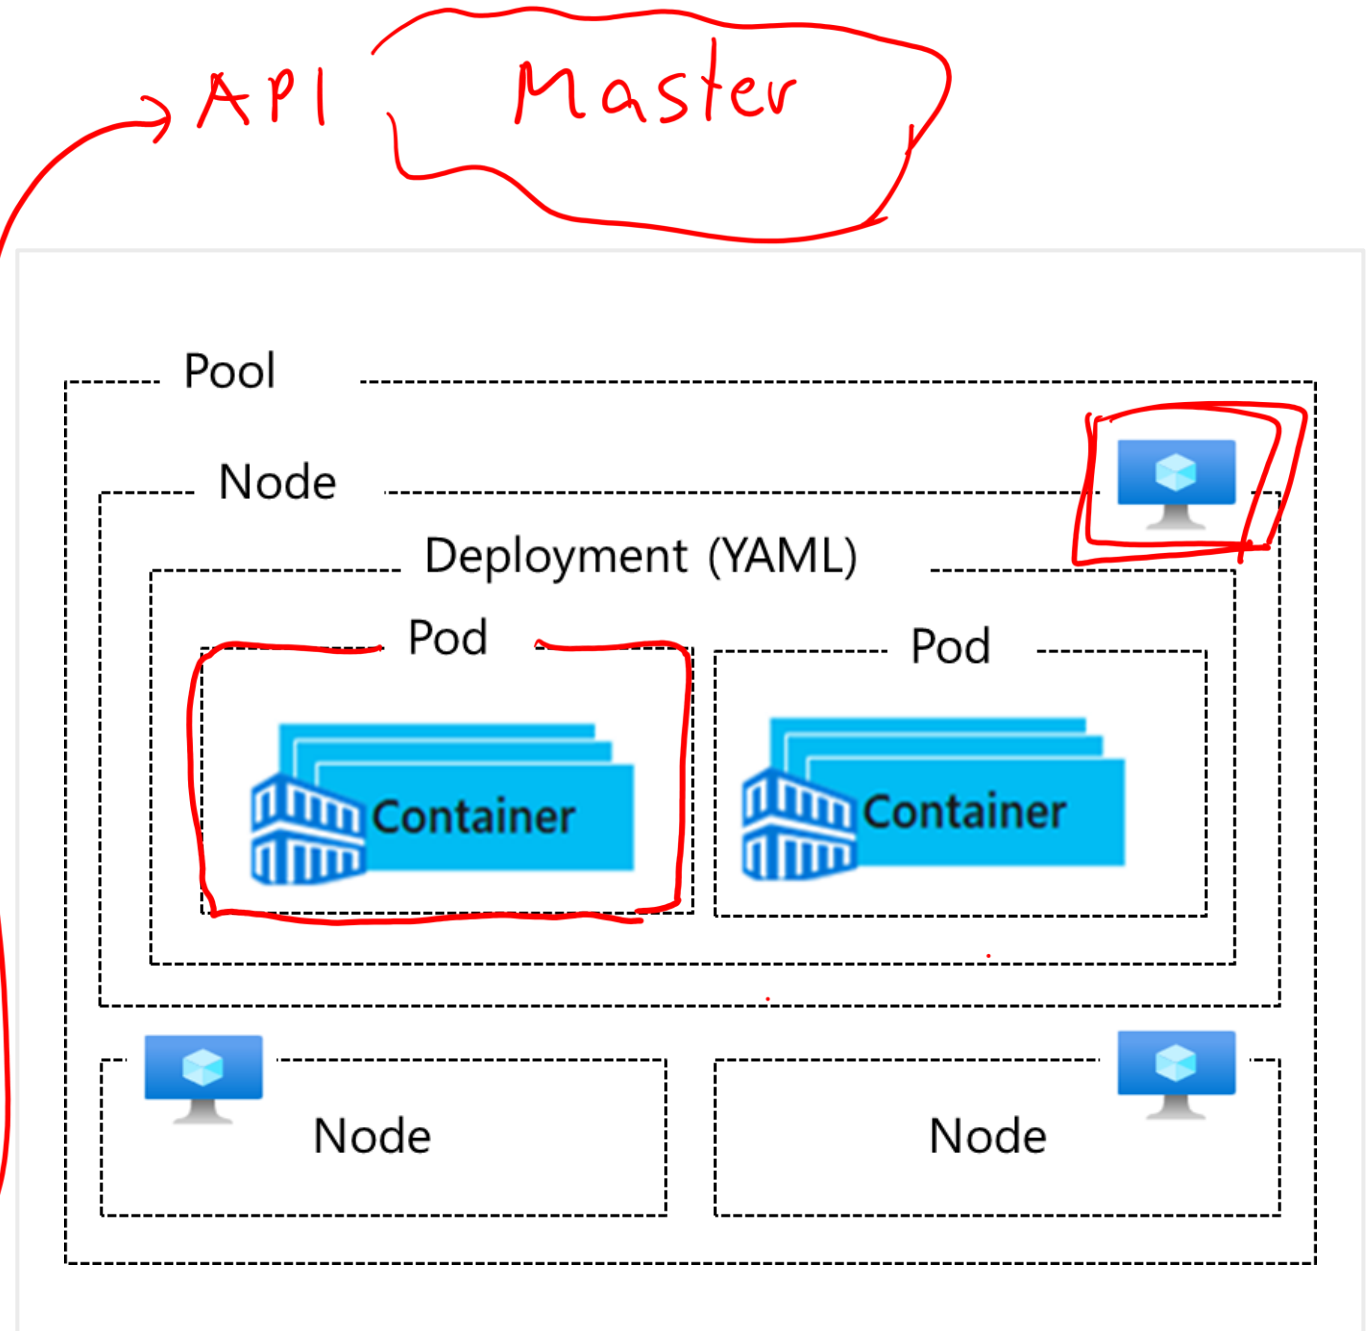 API Master
Pool
Node
Deployment (YAML)
Pod Pod
Container Container
Node Node